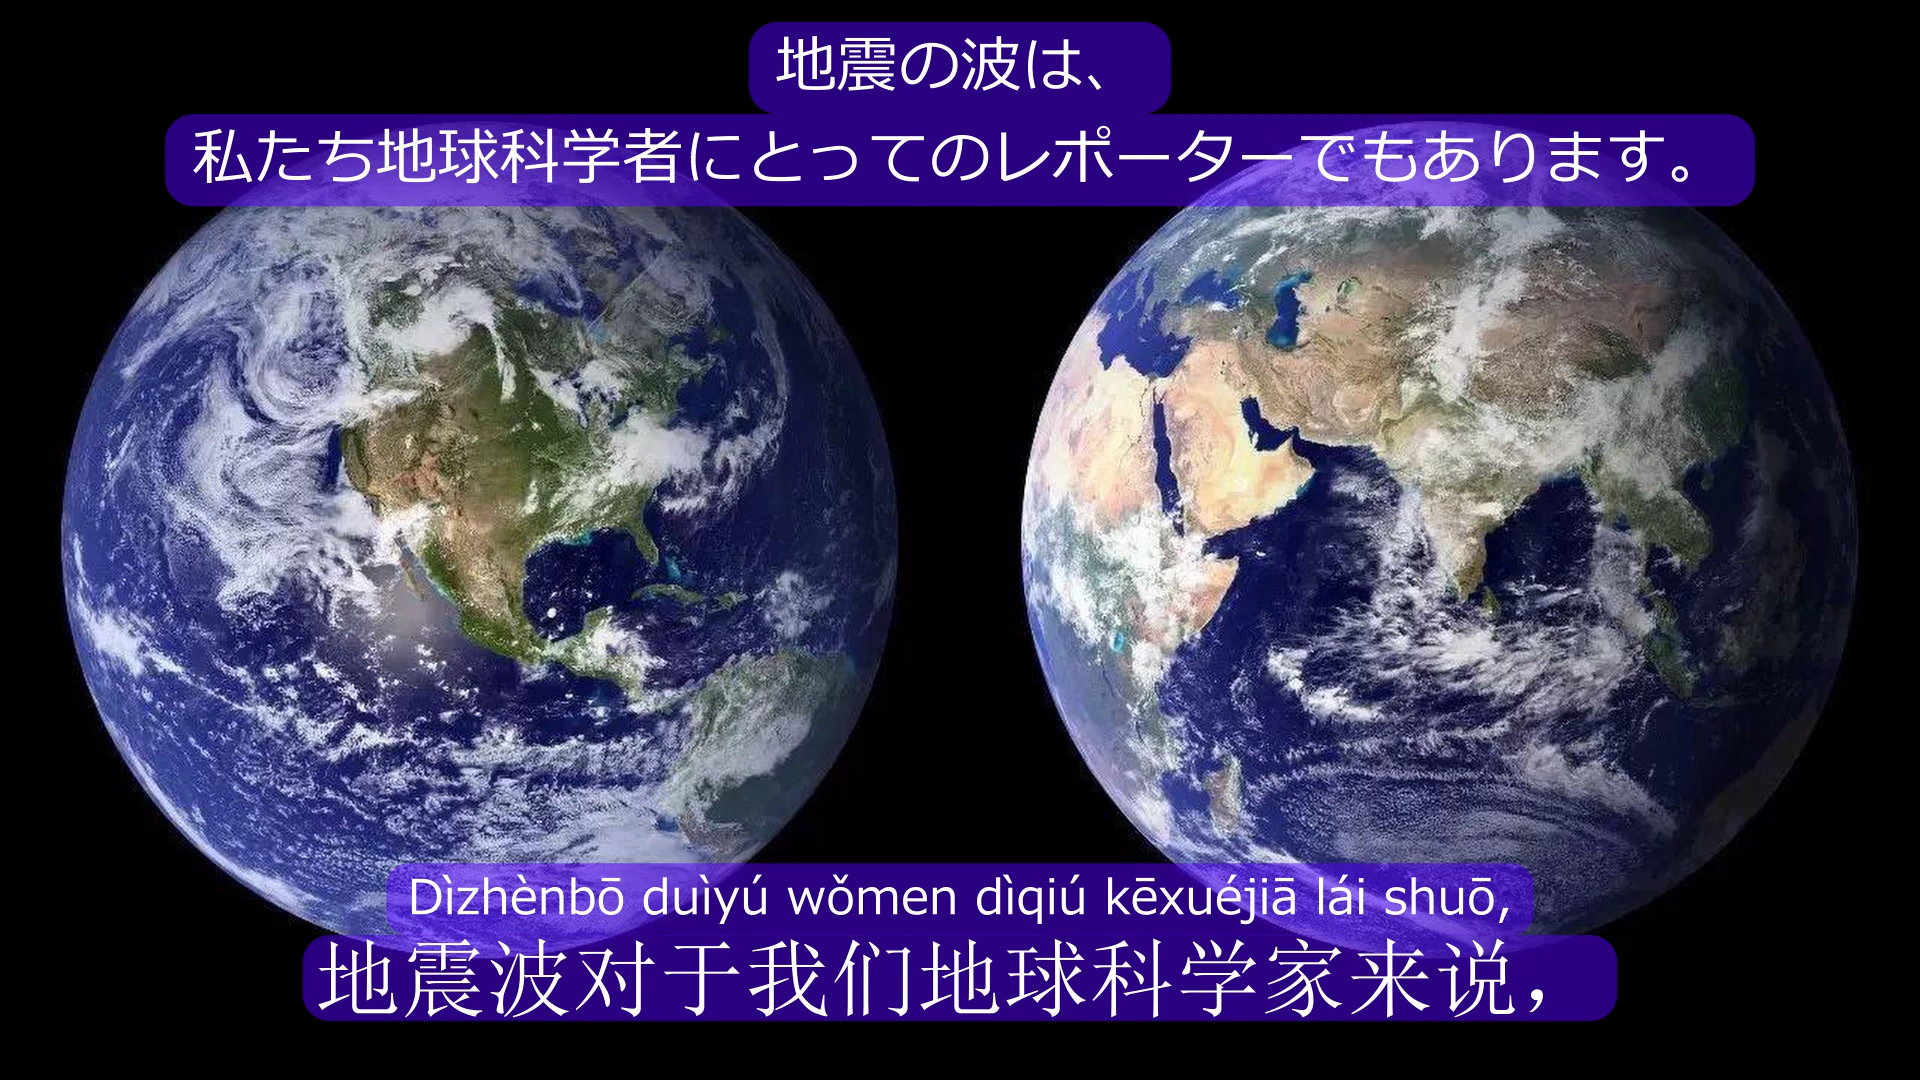 地震の波は、
私たち地球科学者にとってのレポーターでもあります。
Dìzhènbō duìyú wǒmen dìqiú kēxuéjiā lái shuō,
地震波对于我们地球科学家来说，